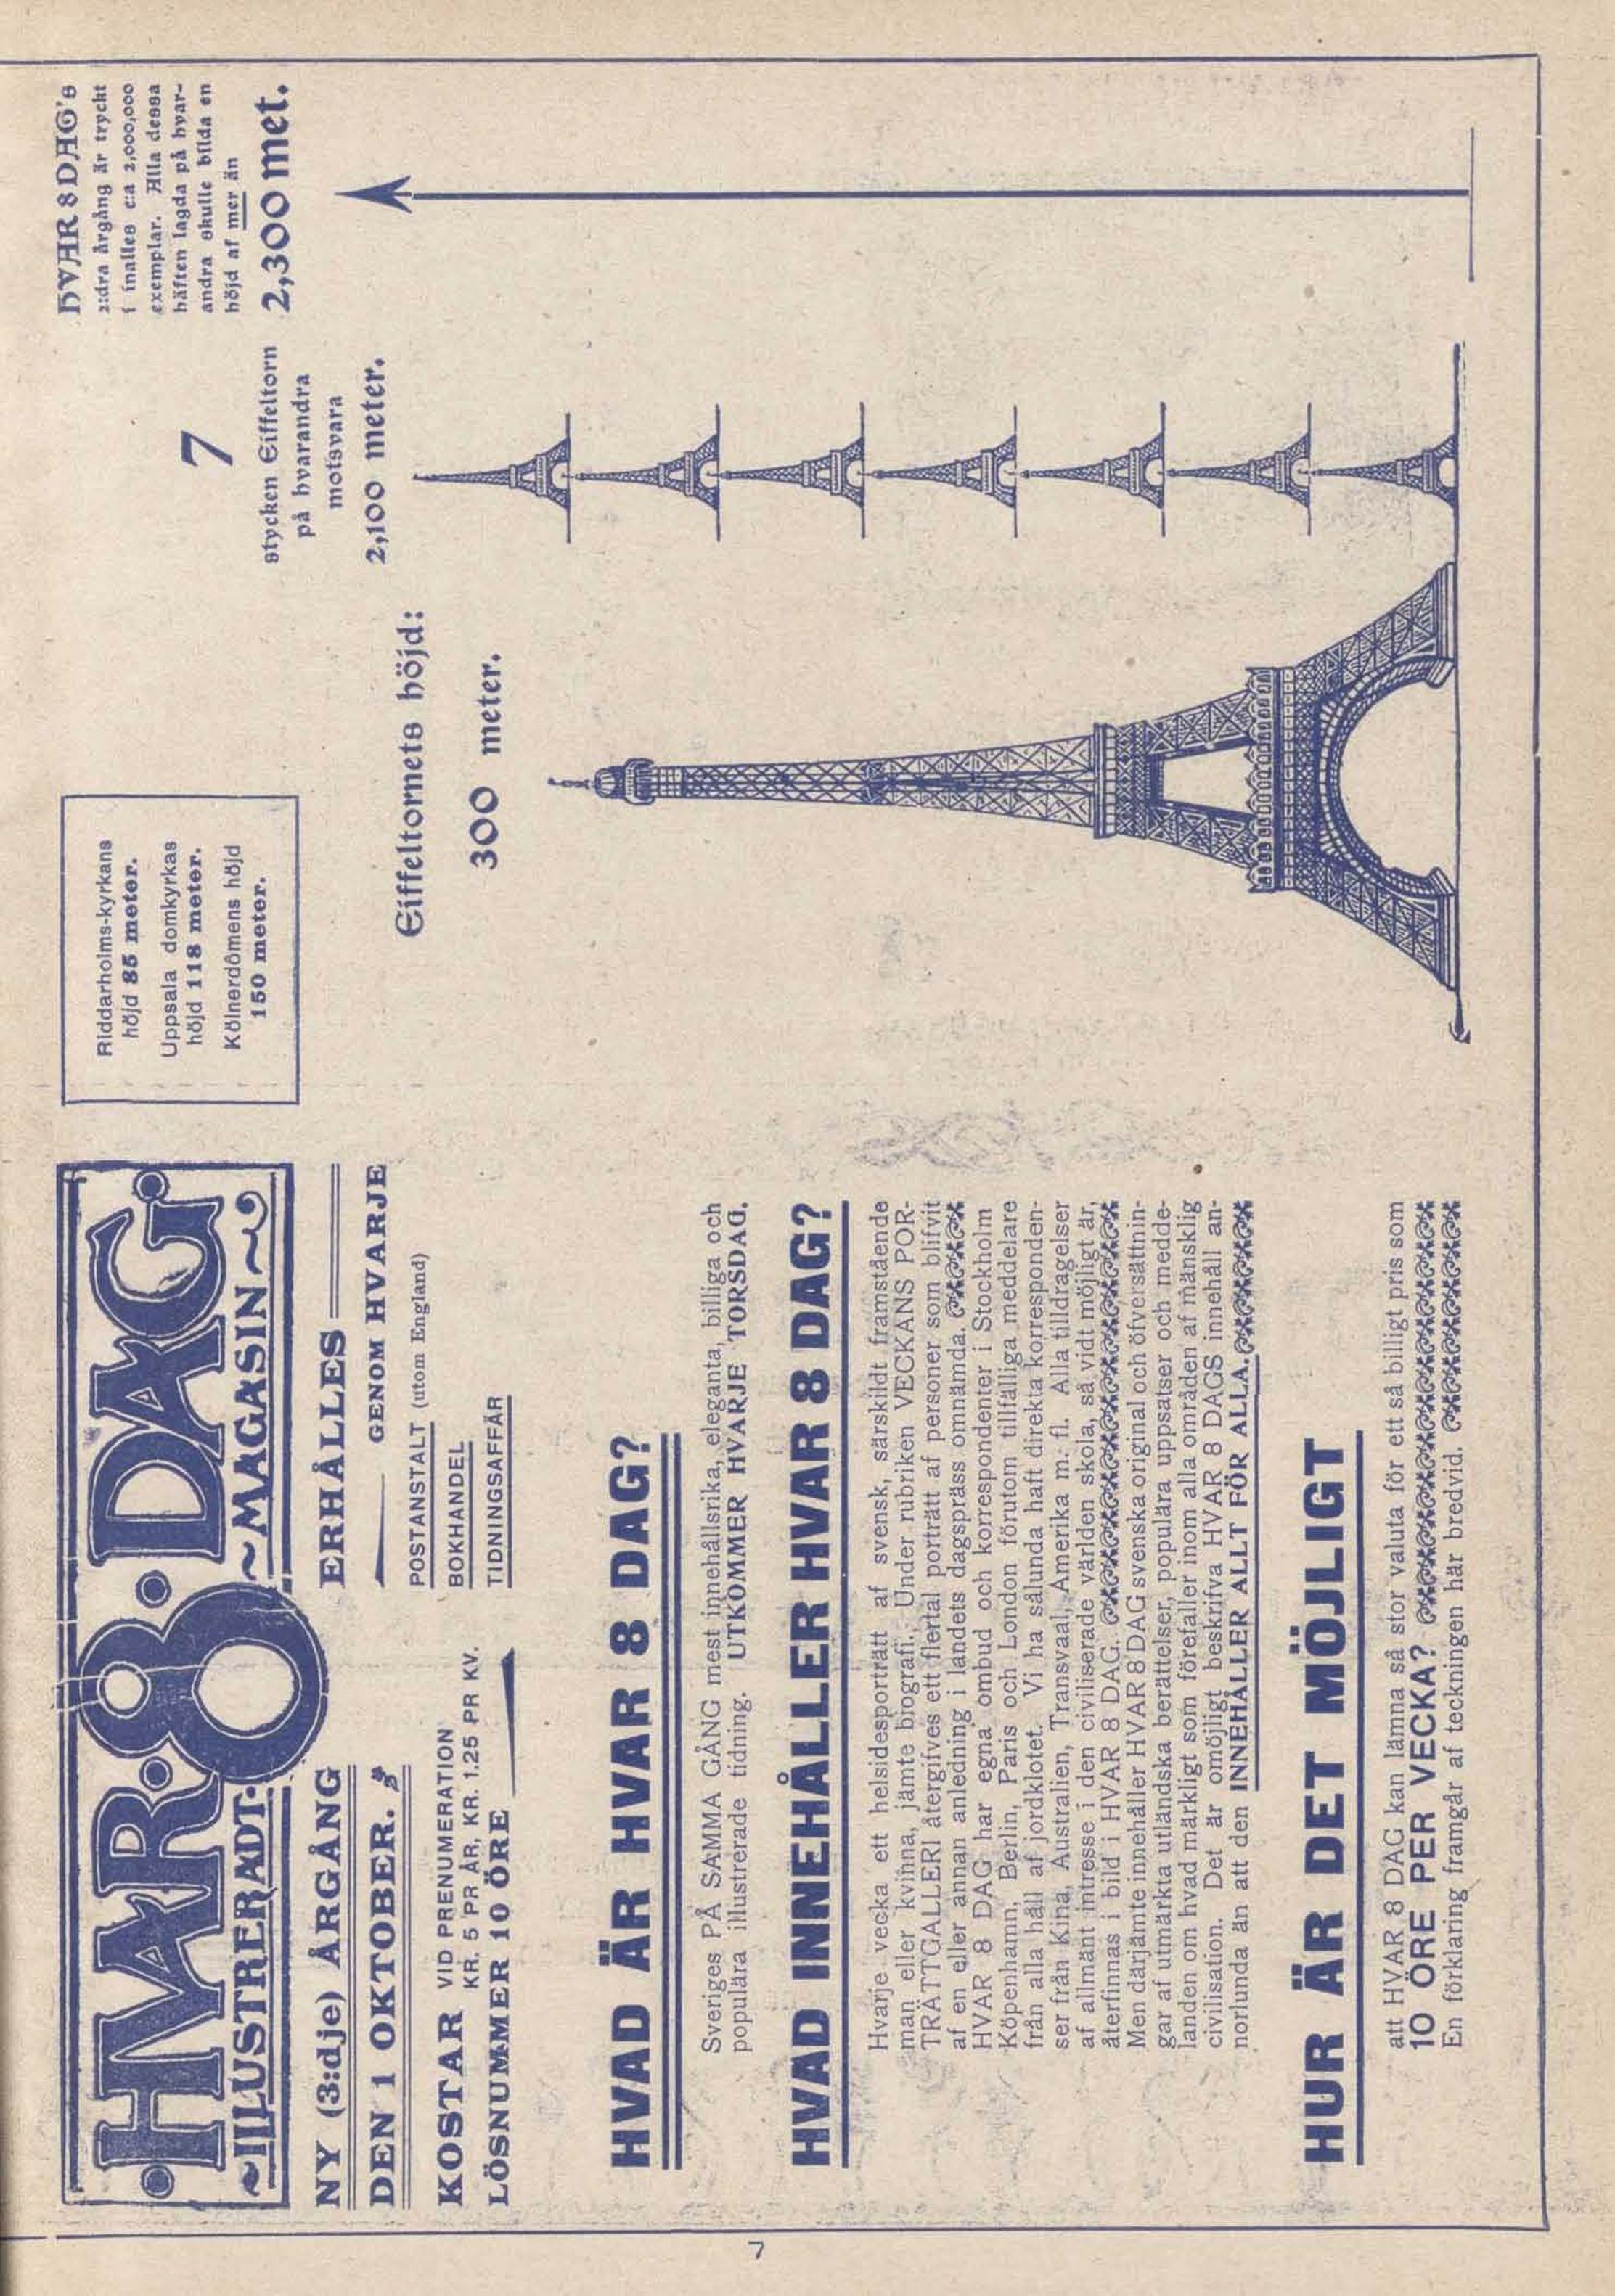 HVAR·8·DAG
ILLUSTRERADT MAGASIN
NY (3:dje) ÅRGÅNG
DEN 1 OKTOBER.
KOSTAR VID PRENUMERATION
KR. 5 PR ÅR, KR. 1.25 PR KV.
LÖSNUMMER 10 ÖRE
ERHÅLLES
GENOM HVARJE
POSTANSTALT (utom England)
BOKHANDEL
TIDNINGSAFFÄR
HVAD ÄR HVAR 8 DAG?
Sveriges PÅ SAMMA GÅNG mest innehållsrika, eleganta, billiga och
populära illustrerade tidning. UTKOMMER HVARJE TORSDAG.
HVAD INNEHÅLLER HVAR 8 DAG?
Hvarje vecka ett helsidesporträtt af svensk, särskildt framstående
man eller kvinna, jämte biografi. Under rubriken VECKANS POR-
TRÄTTGALLERI återgifves ett flertal porträtt af personer som blifvit
af en eller annan anledning i landets dagspräss omnämda.
HVAR 8 DAG har egna ombud och korrespondenter i Stockholm
Köpenhamn, Berlin, Paris och London förutom tillfälliga meddelare
från alla håll af jordklotet. Vi ha sålunda haft direkta korresponden-
ser från Kina, Australien, Transvaal, Amerika m. fl. Alla tilldragelser
af allmänt intresse i den civiliserade världen skola, så vidt möjligt är,
återfinnas i bild i HVAR 8 DAG.
Men därjämte innehåller HVAR 8 DAG svenska original och öfversättnin-
gar af utmärkta utländska berättelser, populära uppsatser och medde-
landen om hvad märkligt som förefaller inom alla områden af mänsklig
civilisation. Det är omöjligt beskrifva HVAR 8 DAGS innehåll an-
norlunda än att den INNEHÅLLER ALLT FÖR ALLA.
HUR ÄR DET MÖJLIGT
att HVAR 8 DAG kan lämna så stor valuta för ett så billigt pris som
10 ÖRE PER VECKA?
En förklaring framgår af teckningen här bredvid.
Riddarholms-kyrkans
höjd 85 meter.
Uppsala domkyrkas
höjd 118 meter.
Kölnerdômens höjd
150 meter.
Eiffeltornets höjd:
300 meter.
7
stycken Eiffeltorn
på hvarandra
motsvara
2,100 meter.
HVAR 8 DAG's
2:dra årgång är tryckt
i inalles c:a 2,000,000
exemplar. Alla dessa
häften lagda på hvar-
andra skulle bilda en
höjd af mer än
2,300 met.
7